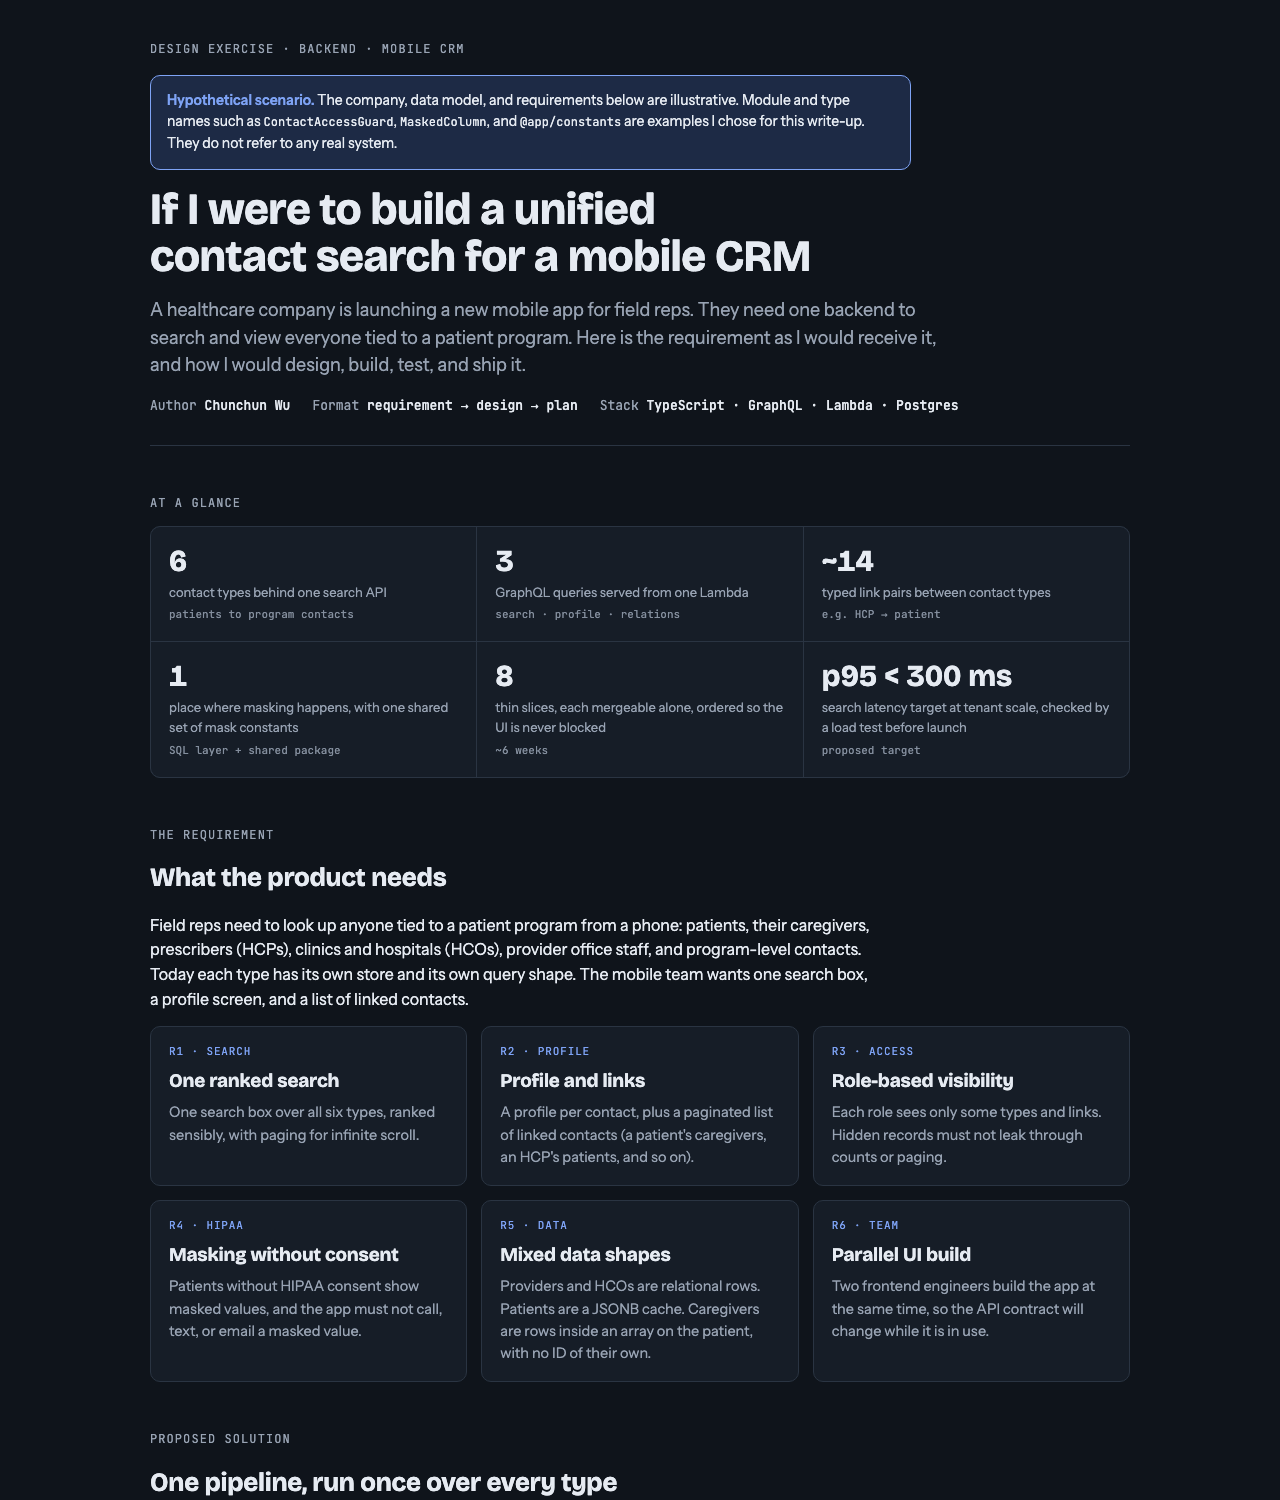 DESIGN EXERCISE · BACKEND · MOBILE CRM
Hypothetical scenario. The company, data model, and requirements below are illustrative. Module and type
names such as ContactAccessGuard, MaskedColumn, and @app/constants are examples I chose for this write-up.
They do not refer to any real system.
If I were to build a unified
contact search for a mobile CRM
A healthcare company is launching a new mobile app for field reps. They need one backend to
search and view everyone tied to a patient program. Here is the requirement as I would receive it,
and how I would design, build, test, and ship it.
Author Chunchun Wu Format requirement → design → plan Stack TypeScript · GraphQL · Lambda · Postgres
AT A GLANCE
6
contact types behind one search API
patients to program contacts
3
GraphQL queries served from one Lambda
search · profile · relations
~14
typed link pairs between contact types
e.g. HCP → patient
1
place where masking happens, with one shared
set of mask constants
SQL layer + shared package
8
thin slices, each mergeable alone, ordered so the
UI is never blocked
~6 weeks
p95 < 300 ms
search latency target at tenant scale, checked by
a load test before launch
proposed target
THE REQUIREMENT
What the product needs
Field reps need to look up anyone tied to a patient program from a phone: patients, their caregivers,
prescribers (HCPs), clinics and hospitals (HCOs), provider office staff, and program-level contacts.
Today each type has its own store and its own query shape. The mobile team wants one search box,
a profile screen, and a list of linked contacts.
R1 · SEARCH
One ranked search
One search box over all six types, ranked
sensibly, with paging for infinite scroll.
R2 · PROFILE
Profile and links
A profile per contact, plus a paginated list
of linked contacts (a patient's caregivers,
an HCP's patients, and so on).
R3 · ACCESS
Role-based visibility
Each role sees only some types and links.
Hidden records must not leak through
counts or paging.
R4 · HIPAA
Masking without consent
Patients without HIPAA consent show
masked values, and the app must not call,
text, or email a masked value.
R5 · DATA
Mixed data shapes
Providers and HCOs are relational rows.
Patients are a JSONB cache. Caregivers
are rows inside an array on the patient,
with no ID of their own.
R6 · TEAM
Parallel UI build
Two frontend engineers build the app at
the same time, so the API contract will
change while it is in use.
PROPOSED SOLUTION
One pipeline, run once over every type